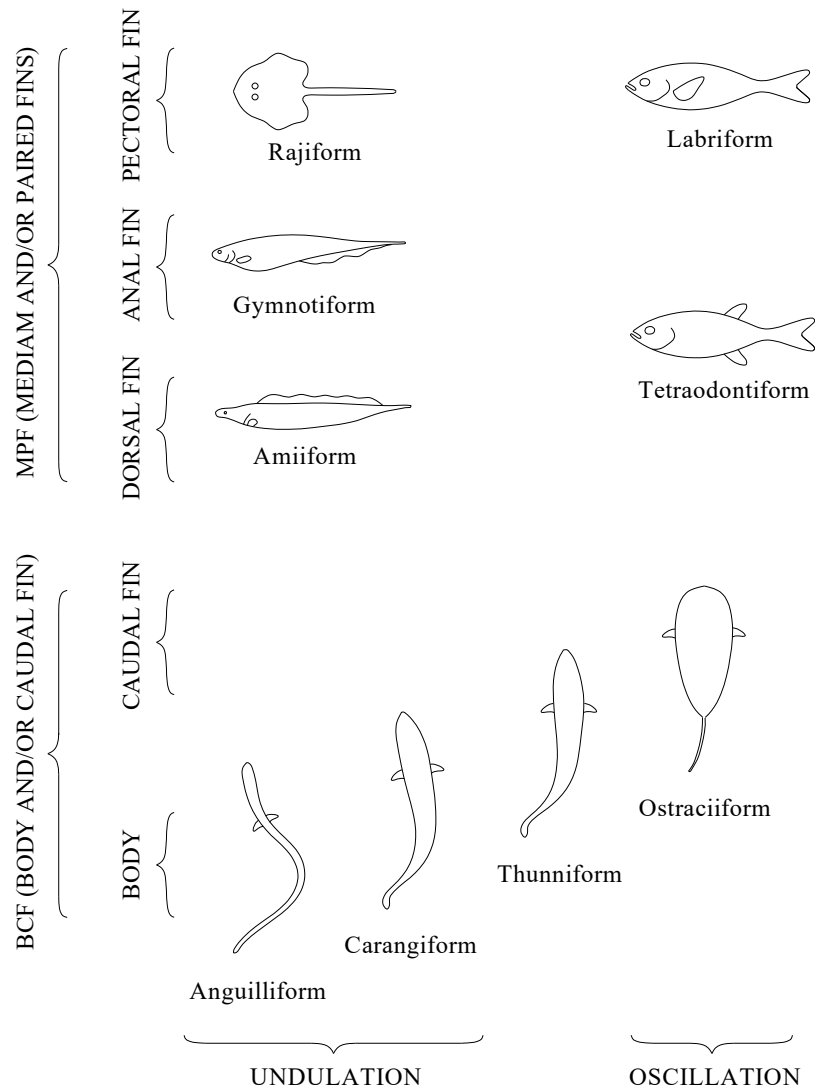 MPF (MEDIAM AND/OR PAIRED FINS)
PECTORAL FIN
Rajiform
Labriform
ANAL FIN
Gymnotiform
Tetraodontiform
DORSAL FIN
Amiiform
BCF (BODY AND/OR CAUDAL FIN)
CAUDAL FIN
Ostraciiform
BODY
Thunniform
Carangiform
Anguilliform
UNDULATION
OSCILLATION